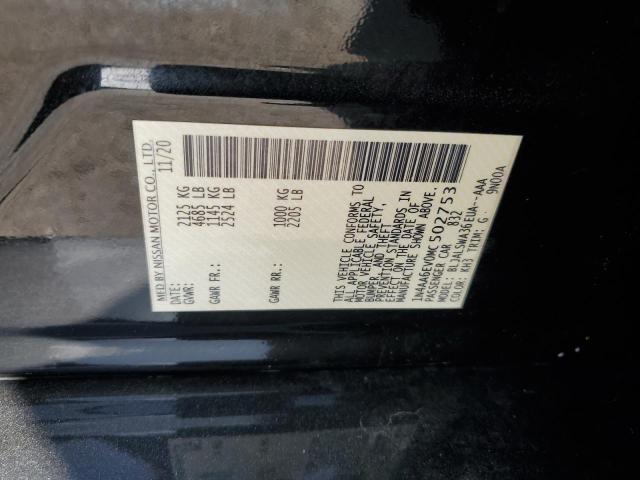 MFD BY NISSAN MOTOR CO., LTD.
11/20
GVWR: 2125 KG
4685 LB
GAWR FR: 1145 KG
2524 LB
GAWR RR: 1000 KG
2205 LB
THIS VEHICLE CONFORMS TO
ALL APPLICABLE FEDERAL
MOTOR VEHICLE SAFETY,
BUMPER, AND THEFT
PREVENTION STANDARDS IN
EFFECT ON THE DATE OF
MANUFACTURE SHOWN ABOVE.
1N4AA6EV0MC502753
PASSENGER CAR 832
MODEL: BLJALSWA36EUA--AAA
COLOR: KH3 TRIM: G 9N00A